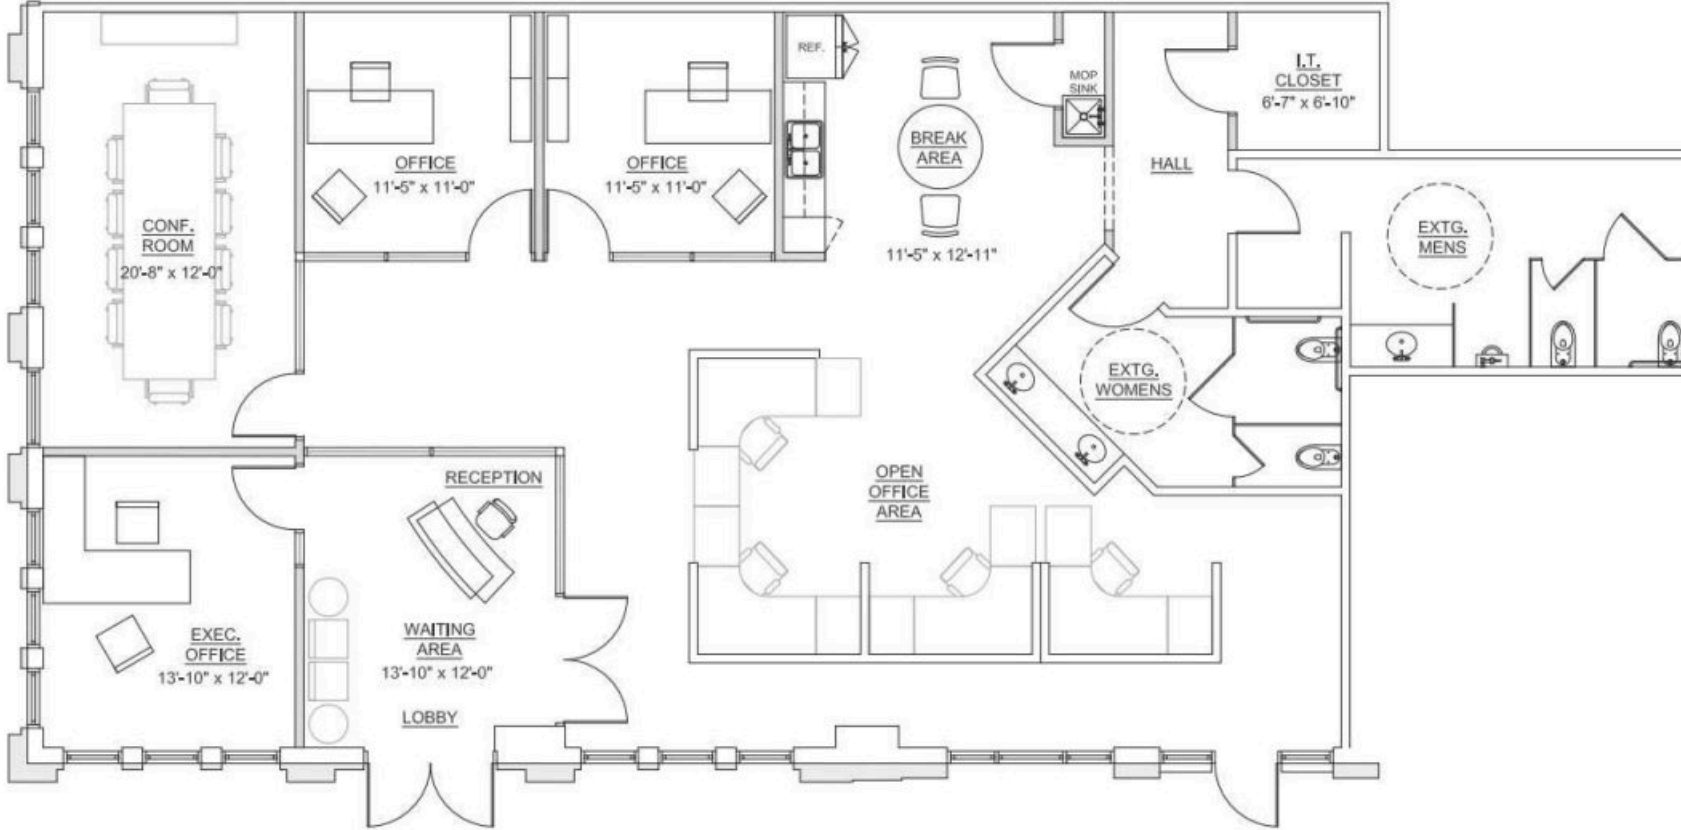 REF.
MOP
SINK
I.T.
CLOSET
6'-7" x 6'-10"
OFFICE
11'-5" x 11'-0"
OFFICE
11'-5" x 11'-0"
BREAK
AREA
11'-5" x 12'-11"
HALL
CONF.
ROOM
20'-8" x 12'-0"
EXTG.
MENS
EXTG.
WOMENS
RECEPTION
OPEN
OFFICE
AREA
EXEC.
OFFICE
13'-10" x 12'-0"
WAITING
AREA
13'-10" x 12'-0"
LOBBY